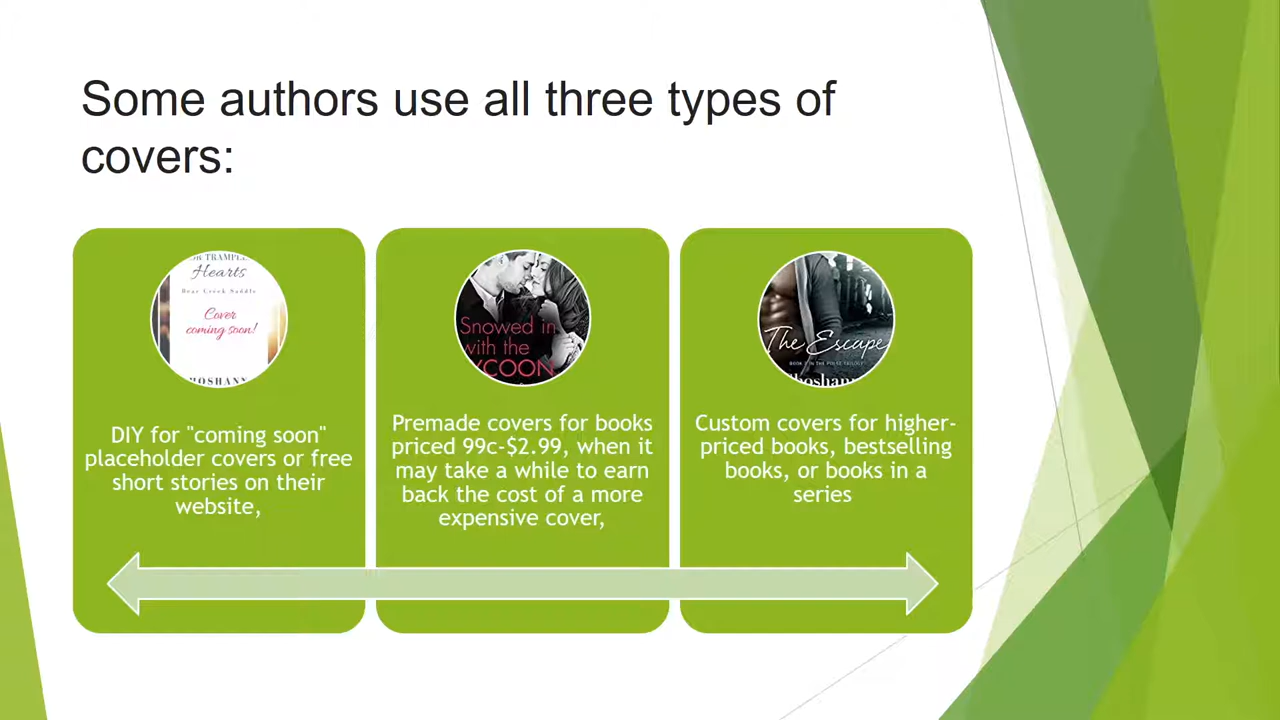 Some authors use all three types of
covers:
Hearts
Bear Creek Saddle
Cover
coming soon!
DIY for "coming soon"
placeholder covers or free
short stories on their
website,
Snowed in
with the
YCOON
Premade covers for books
priced 99c-$2.99, when it
may take a while to earn
back the cost of a more
expensive cover,
The Escape
Custom covers for higher-
priced books, bestselling
books, or books in a
series